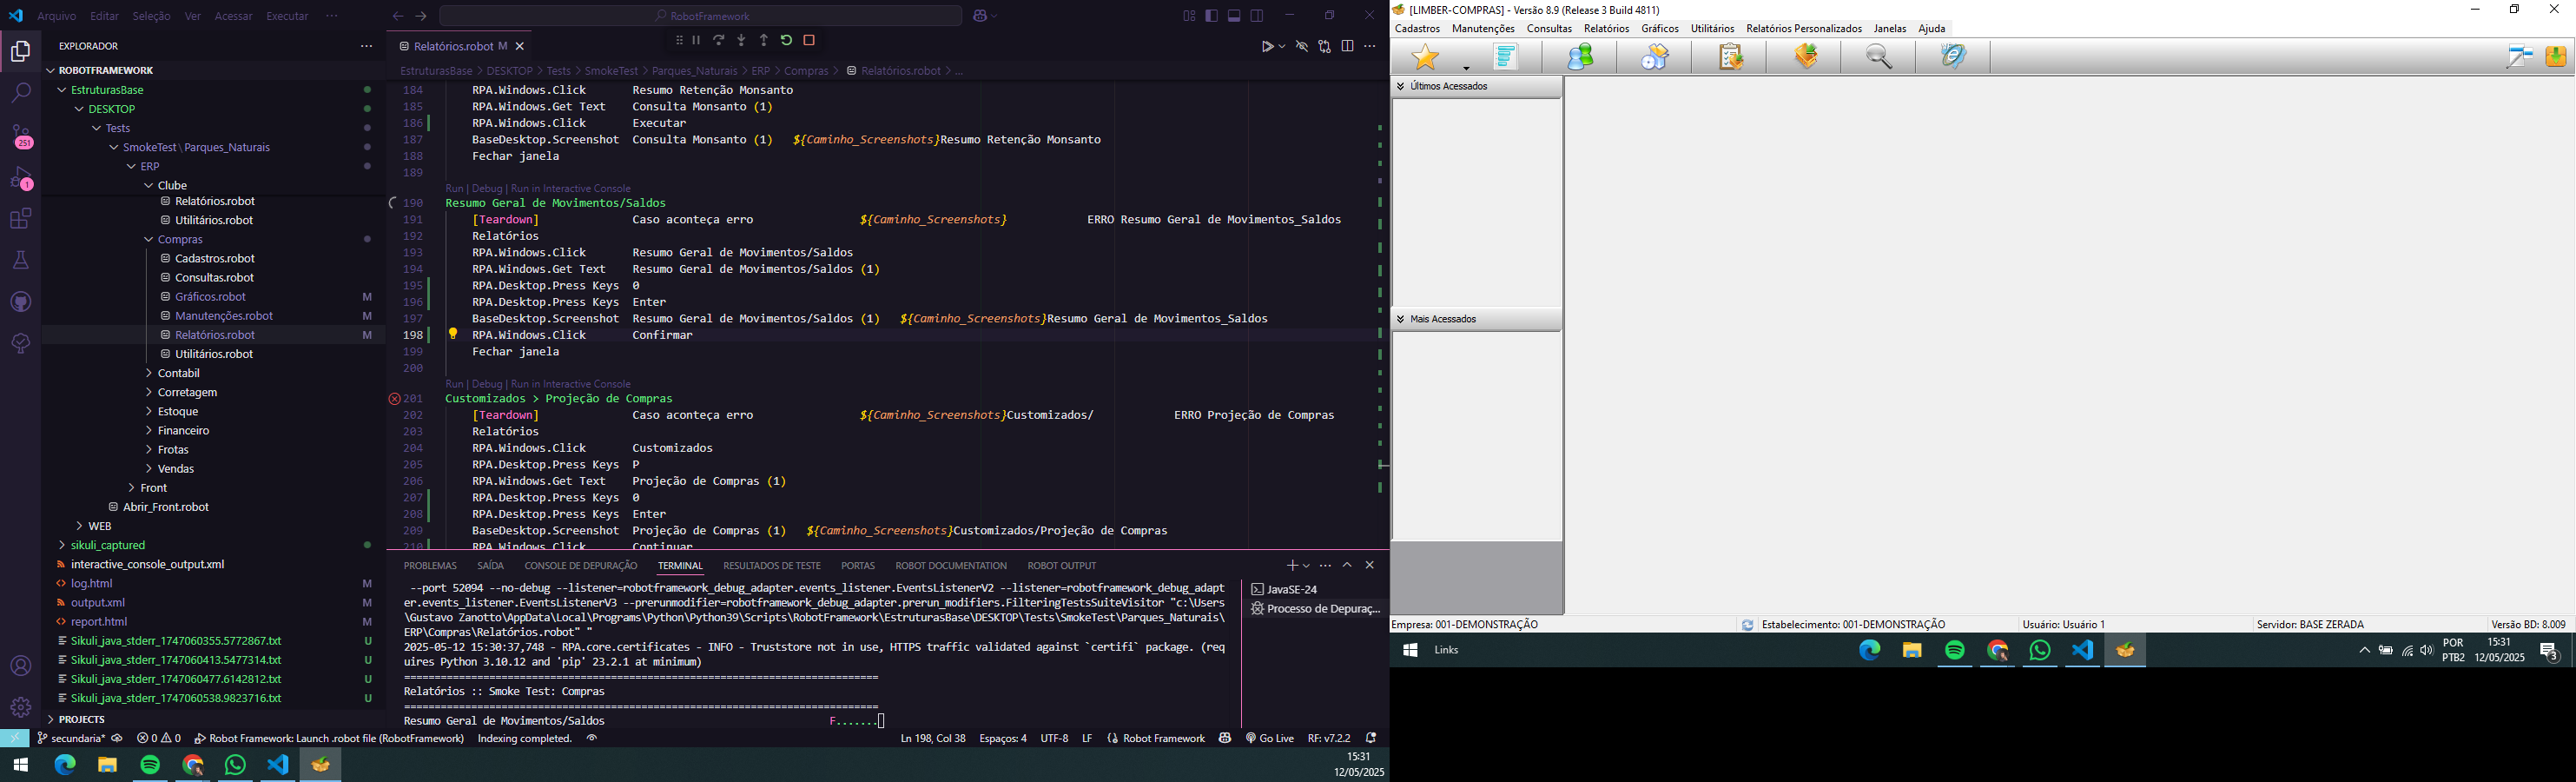 Arquivo Editar Seleção Ver Acessar Executar ··· RobotFramework
EXPLORADOR ···
ROBOTFRAMEWORK
EstruturasBase
DESKTOP
Tests
SmokeTest\Parques_Naturais
ERP
Clube
Relatórios.robot
Utilitários.robot
Compras
Cadastros.robot
Consultas.robot
Gráficos.robot M
Manutenções.robot M
Relatórios.robot M
Utilitários.robot
Contabil
Corretagem
Estoque
Financeiro
Frotas
Vendas
Front
Abrir_Front.robot
WEB
sikuli_captured
interactive_console_output.xml
log.html M
output.xml M
report.html M
Sikuli_java_stderr_1747060355.5772867.txt U
Sikuli_java_stderr_1747060413.5477314.txt U
Sikuli_java_stderr_1747060477.6142812.txt U
Sikuli_java_stderr_1747060538.9823716.txt U
PROJECTS
251
1
Relatórios.robot M
EstruturasBase > DESKTOP > Tests > SmokeTest > Parques_Naturais > ERP > Compras > Relatórios.robot > ...
184 RPA.Windows.Click Resumo Retenção Monsanto
185 RPA.Windows.Get Text Consulta Monsanto (1)
186 RPA.Windows.Click Executar
187 BaseDesktop.Screenshot Consulta Monsanto (1) ${Caminho_Screenshots}Resumo Retenção Monsanto
188 Fechar janela
189
Run | Debug | Run in Interactive Console
190 Resumo Geral de Movimentos/Saldos
191 [Teardown] Caso aconteça erro ${Caminho_Screenshots} ERRO Resumo Geral de Movimentos_Saldos
192 Relatórios
193 RPA.Windows.Click Resumo Geral de Movimentos/Saldos
194 RPA.Windows.Get Text Resumo Geral de Movimentos/Saldos (1)
195 RPA.Desktop.Press Keys 0
196 RPA.Desktop.Press Keys Enter
197 BaseDesktop.Screenshot Resumo Geral de Movimentos/Saldos (1) ${Caminho_Screenshots}Resumo Geral de Movimentos_Saldos
198 RPA.Windows.Click Confirmar
199 Fechar janela
200
Run | Debug | Run in Interactive Console
201 Customizados > Projeção de Compras
202 [Teardown] Caso aconteça erro ${Caminho_Screenshots}Customizados/ ERRO Projeção de Compras
203 Relatórios
204 RPA.Windows.Click Customizados
205 RPA.Desktop.Press Keys P
206 RPA.Windows.Get Text Projeção de Compras (1)
207 RPA.Desktop.Press Keys 0
208 RPA.Desktop.Press Keys Enter
209 BaseDesktop.Screenshot Projeção de Compras (1) ${Caminho_Screenshots}Customizados/Projeção de Compras
210 RPA.Windows.Click Continuar
PROBLEMAS SAÍDA CONSOLE DE DEPURAÇÃO TERMINAL RESULTADOS DE TESTE PORTAS ROBOT DOCUMENTATION ROBOT OUTPUT
--port 52094 --no-debug --listener=robotframework_debug_adapter.events_listener.EventsListenerV2 --listener=robotframework_debug_adapt
er.events_listener.EventsListenerV3 --prerunmodifier=robotframework_debug_adapter.prerun_modifiers.FilteringTestsSuiteVisitor "c:\Users
\Gustavo Zanotto\AppData\Local\Programs\Python\Python39\Scripts\RobotFramework\EstruturasBase\DESKTOP\Tests\SmokeTest\Parques_Naturais\
ERP\Compras\Relatórios.robot" "
2025-05-12 15:30:37,748 - RPA.core.certificates - INFO - Truststore not in use, HTTPS traffic validated against `certifi` package. (req
uires Python 3.10.12 and 'pip' 23.2.1 at minimum)
==============================================================================
Relatórios :: Smoke Test: Compras
==============================================================================
Resumo Geral de Movimentos/Saldos F.......
JavaSE-24
Processo de Depuraç...
secundaria* 0 0 Robot Framework: Launch .robot file (RobotFramework) Indexing completed. Ln 198, Col 38 Espaços: 4 UTF-8 LF Robot Framework Go Live RF: v7.2.2
15:31
12/05/2025
[LIMBER-COMPRAS] - Versão 8.9 (Release 3 Build 4811)
Cadastros Manutenções Consultas Relatórios Gráficos Utilitários Relatórios Personalizados Janelas Ajuda
Últimos Acessados
Mais Acessados
Empresa: 001-DEMONSTRAÇÃO Estabelecimento: 001-DEMONSTRAÇÃO Usuário: Usuário 1 Servidor: BASE ZERADA Versão BD: 8.009
Links
POR
PTB2
15:31
12/05/2025
3